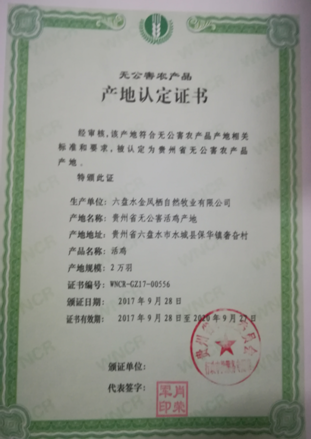 无公害农产品
产地认定证书
经审核,该产地符合无公害农产品产地相关
标准和要求,被认定为贵州省无公害农产品
产地.
特颁此证
生产单位: 六盘水金凤栖自然牧业有限公司
产地名称: 贵州省无公害活鸡产地
产地地址: 贵州省六盘水市水城县保华镇奢谷村
产品名称: 活鸡
产地规模: 2万羽
证书编号: WNCR-GZ17-00556
颁证日期: 2017年9月28日
证书有效期: 2017年9月28日至2020年9月27日
颁证单位:
代表签字: